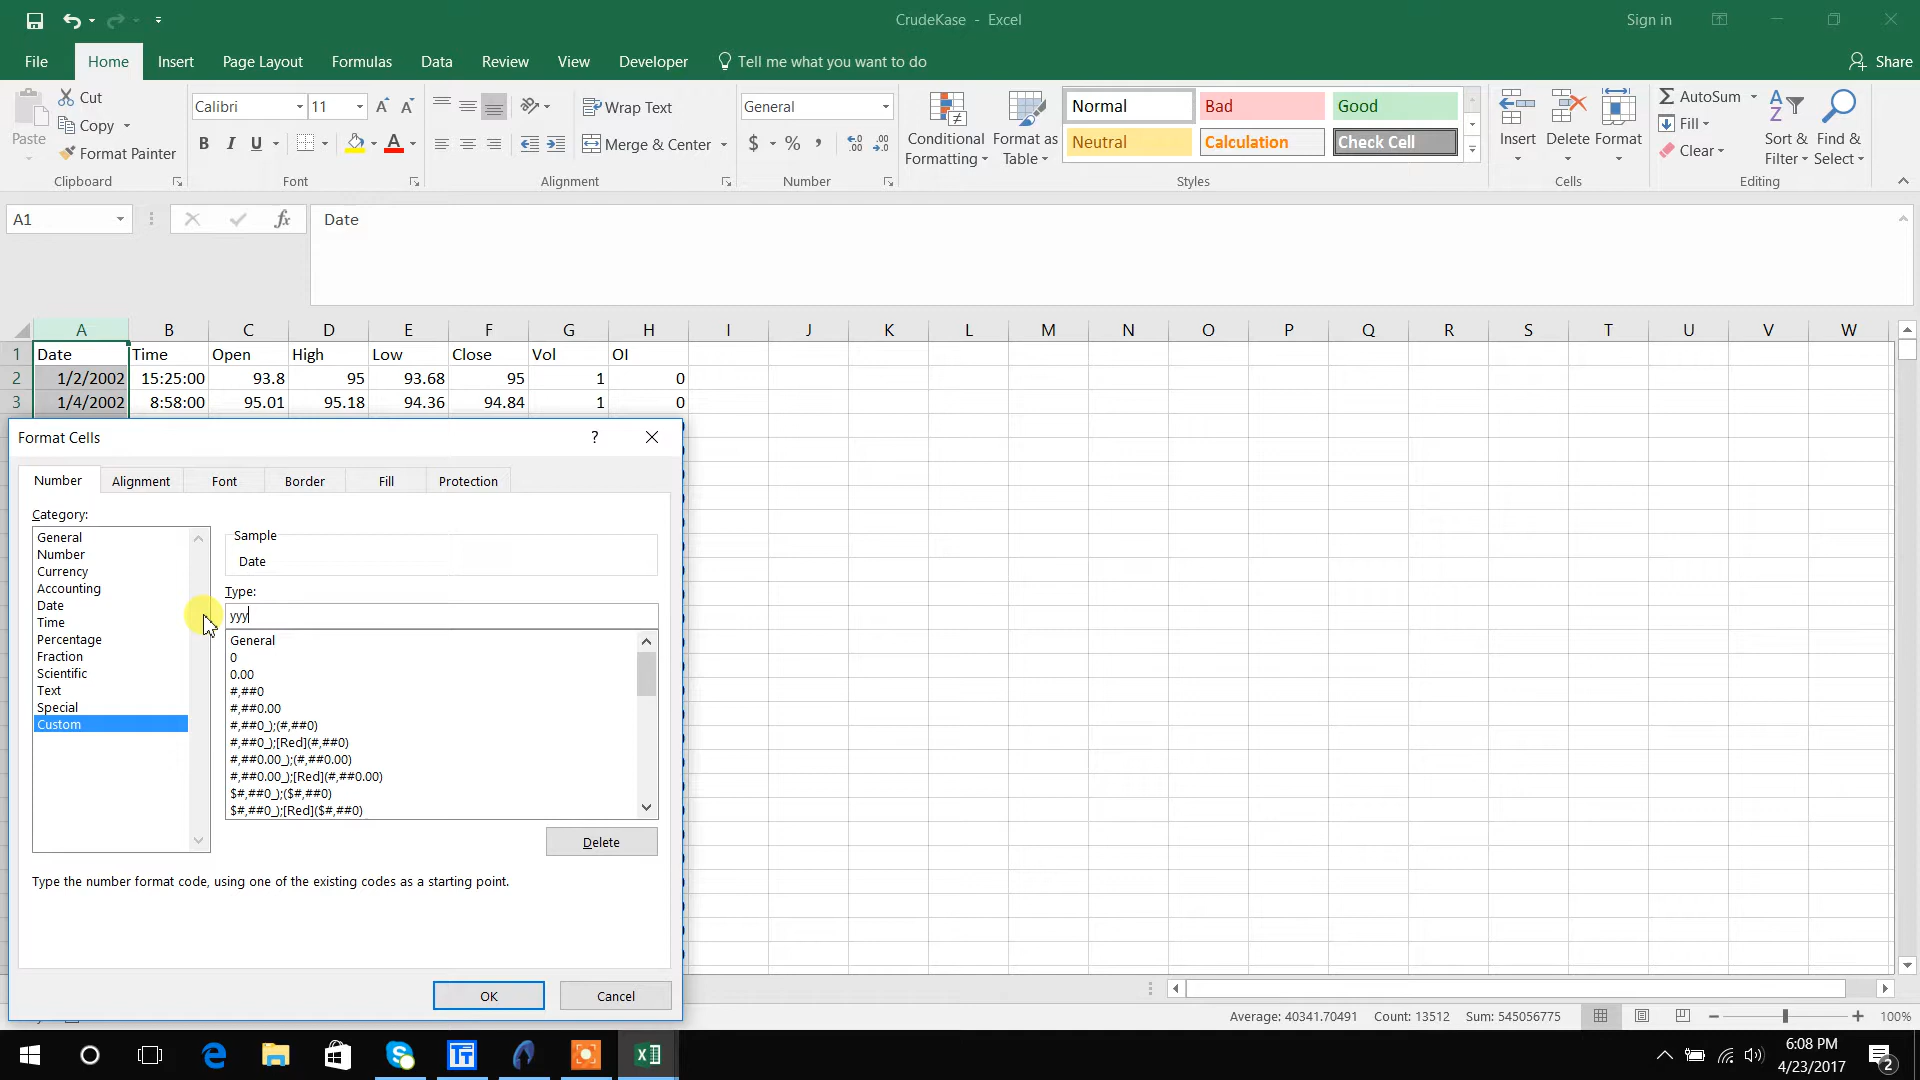 CrudeKase - Excel
Sign in
File Home Insert Page Layout Formulas Data Review View Developer Tell me what you want to do
Share
Paste
Cut
Copy
Format Painter
Clipboard
Calibri 11
B I U
Font
Wrap Text
Merge & Center
Alignment
General
$ % ,
Number
Conditional Formatting
Format as Table
Normal Bad Good
Neutral Calculation Check Cell
Styles
Insert Delete Format
Cells
AutoSum
Fill
Clear
Sort & Filter
Find & Select
Editing
A1
fx
Date
A B C D E F G H I J K L M N O P Q R S T U V W
1 Date Time Open High Low Close Vol OI
2 1/2/2002 15:25:00 93.8 95 93.68 95 1 0
3 1/4/2002 8:58:00 95.01 95.18 94.36 94.84 1 0
Format Cells
?
Number Alignment Font Border Fill Protection
Category:
General
Number
Currency
Accounting
Date
Time
Percentage
Fraction
Scientific
Text
Special
Custom
Sample
Date
Type:
yyy
General
0
0.00
#,##0
#,##0.00
#,##0_);(#,##0)
#,##0_);[Red](#,##0)
#,##0.00_);(#,##0.00)
#,##0.00_);[Red](#,##0.00)
$#,##0_);($#,##0)
$#,##0_);[Red]($#,##0)
Delete
Type the number format code, using one of the existing codes as a starting point.
OK Cancel
Average: 40341.70491 Count: 13512 Sum: 545056775
100%
6:08 PM
4/23/2017
2